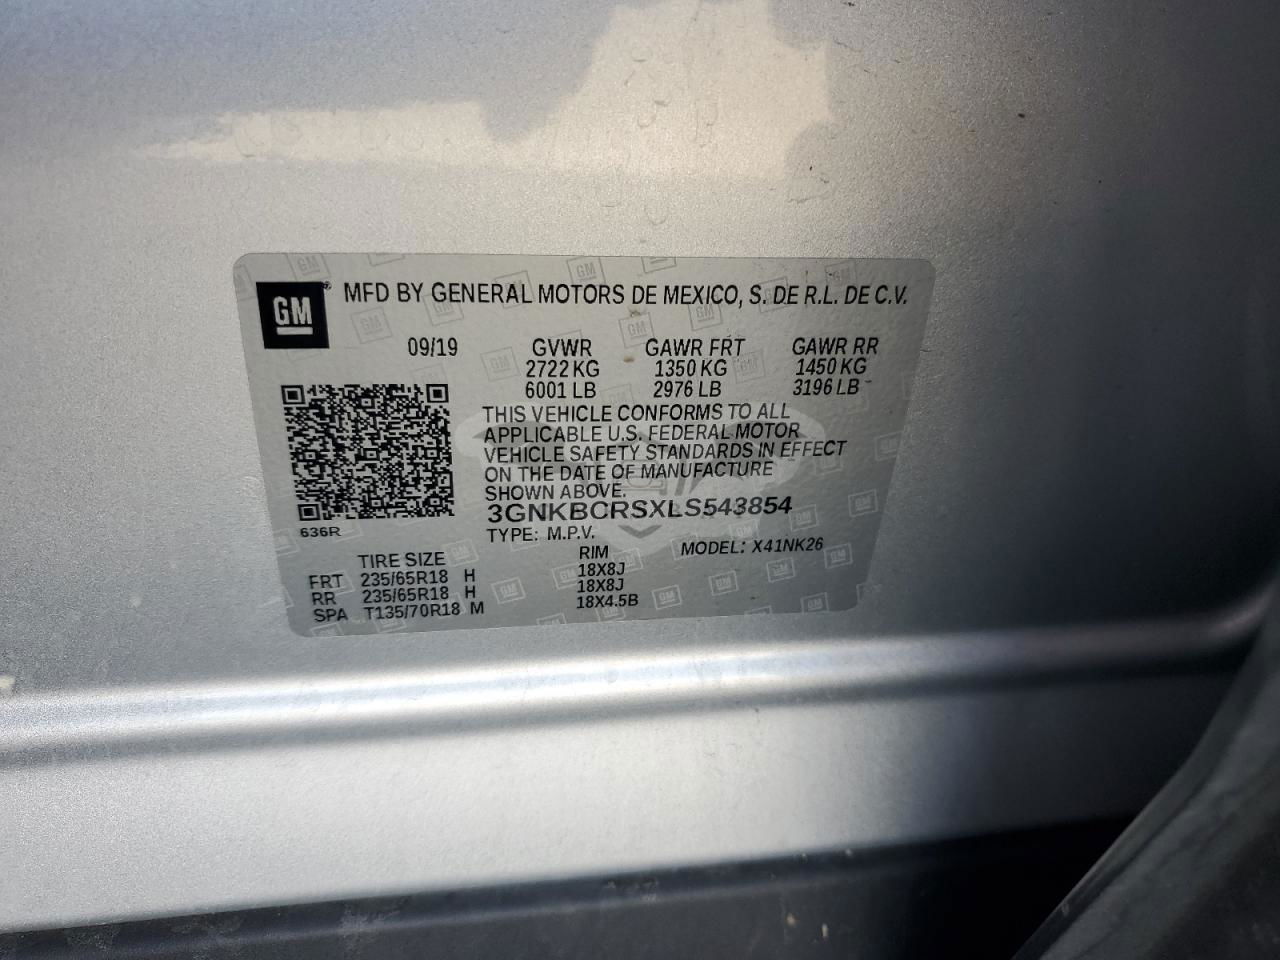 GM® MFD BY GENERAL MOTORS DE MEXICO, S. DE R.L. DE C.V.
09/19 GVWR GAWR FRT GAWR RR
2722 KG 1350 KG 1450 KG
6001 LB 2976 LB 3196 LB
THIS VEHICLE CONFORMS TO ALL
APPLICABLE U.S. FEDERAL MOTOR
VEHICLE SAFETY STANDARDS IN EFFECT
ON THE DATE OF MANUFACTURE
SHOWN ABOVE.
3GNKBCRSXLS543854
636R
TYPE: M.P.V. MODEL: X41NK26
TIRE SIZE RIM
FRT 235/65R18 H 18X8J
RR 235/65R18 H 18X8J
SPA T135/70R18 M 18X4.5B